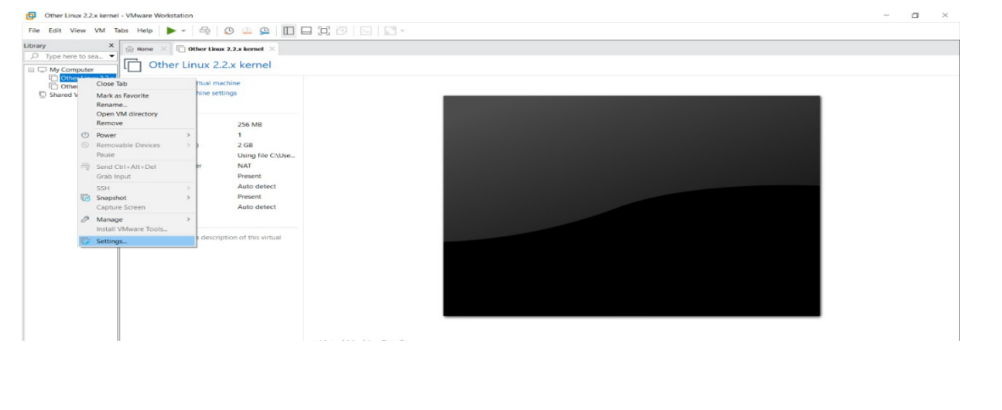 Other Linux 2.2.x kernel - VMware Workstation
File Edit View VM Tabs Help
Library
Home
Other Linux 2.2.x kernel
Type here to sea...
My Computer
Other Linux 2.2.x
Other
Shared V
Other Linux 2.2.x kernel
Close Tab
Mark as Favorite
Rename...
Open VM directory
Remove
Power
Removable Devices
Pause
Send Ctrl+Alt+Del
Grab Input
SSH
Snapshot
Capture Screen
Manage
Install VMware Tools...
Settings...
tual machine
hine settings
256 MB
1
2 GB
Using file C:\Use...
NAT
Present
Auto detect
Present
Auto detect
a description of this virtual